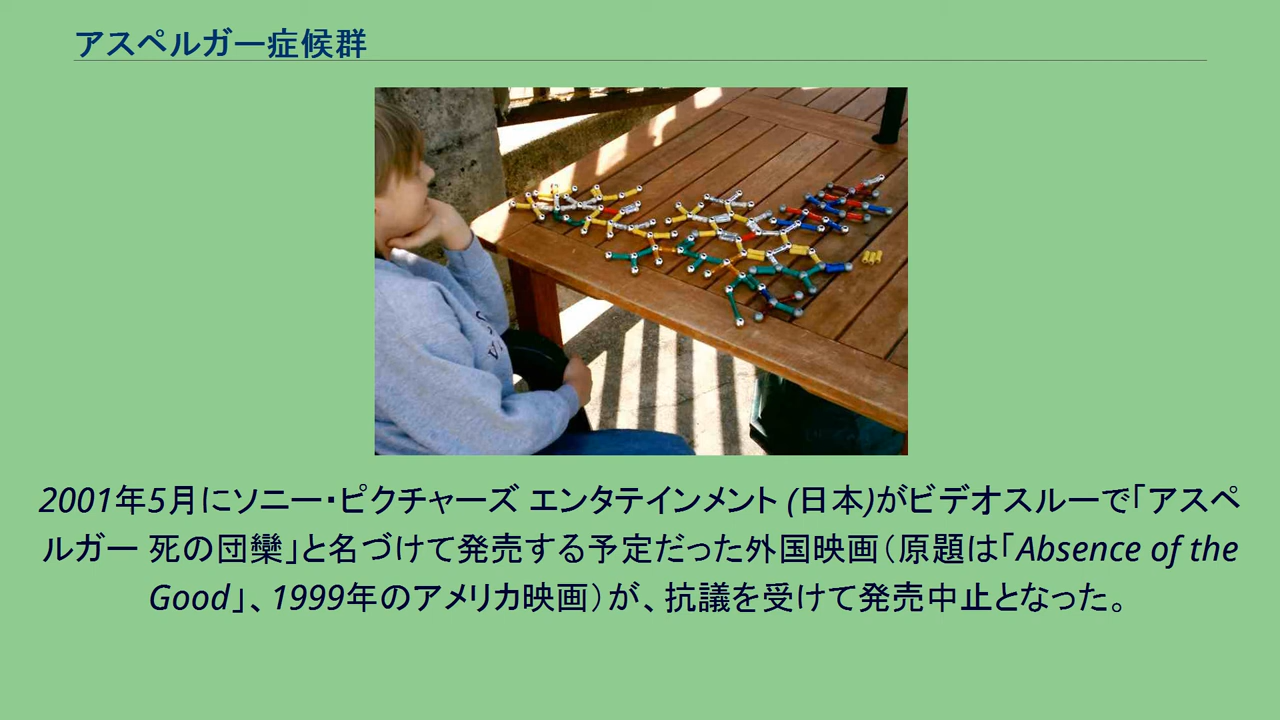 アスペルガー症候群
2001年5月にソニー・ピクチャーズ エンタテインメント (日本)がビデオスルーで「アスペ
ルガー 死の団欒」と名づけて発売する予定だった外国映画（原題は「Absence of the
Good」、1999年のアメリカ映画）が、抗議を受けて発売中止となった。